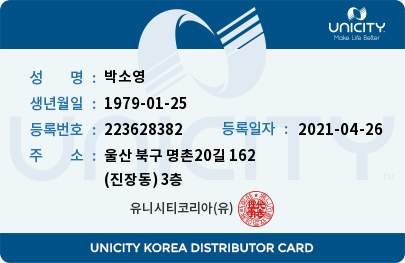 UNICITY
Make Life Better
성 명 : 박소영
생년월일 : 1979-01-25
등록번호 : 223628382 등록일자 : 2021-04-26
주 소 : 울산 북구 명촌20길 162
(진장동) 3층
UNICITY
TM
유니시티코리아(유)
UNICITY KOREA DISTRIBUTOR CARD